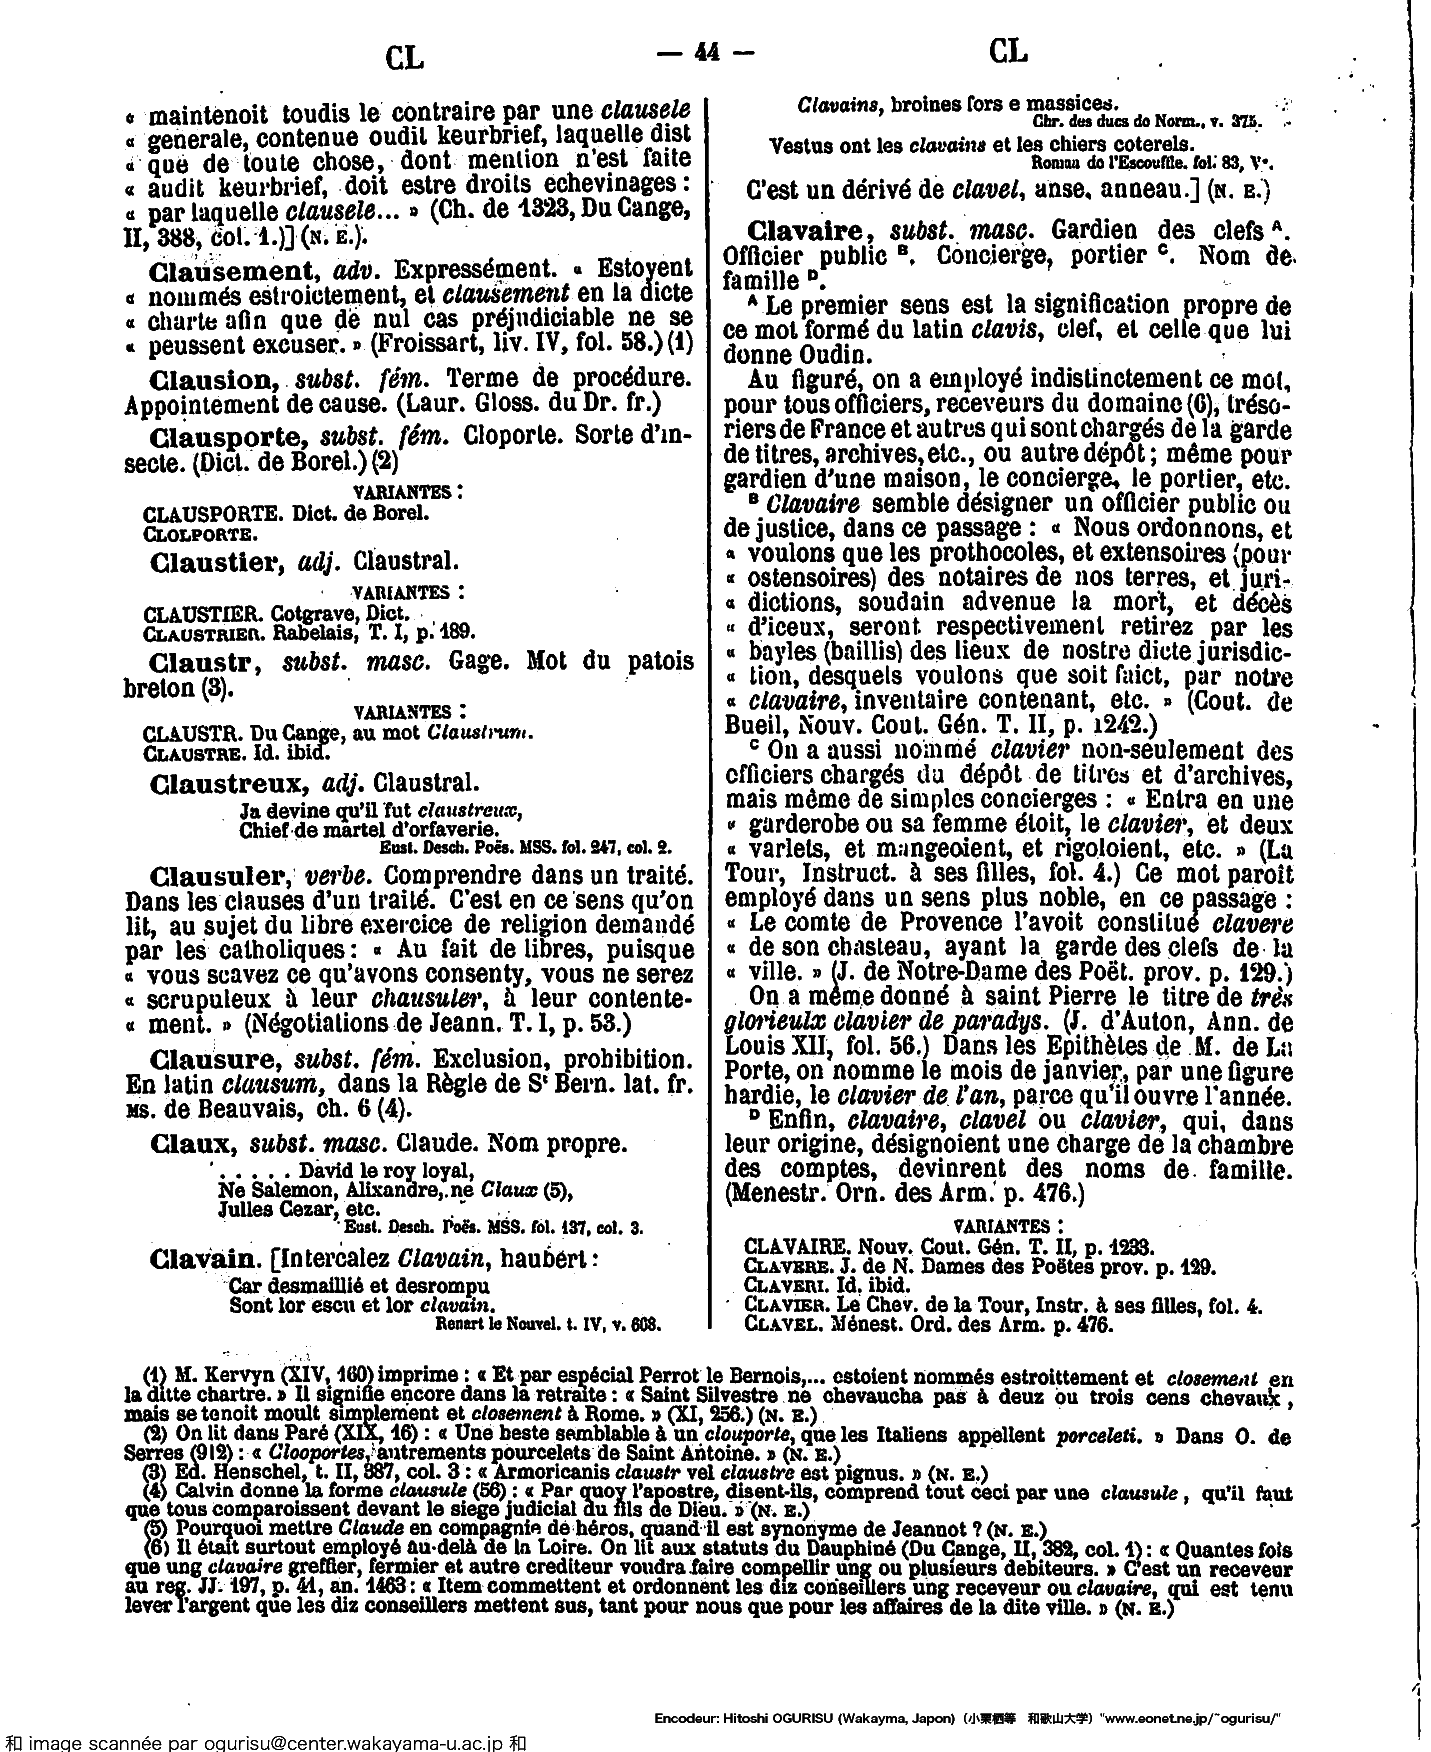 CL
— 44 —
CL
« maintenoit toudis le contraire par une clausele
« generale, contenue oudit keurbrief, laquelle dist
« que de toute chose, dont mention n'est faite
« audit keurbrief, doit estre droits echevinages :
« par laquelle clausele... » (Ch. de 1323, Du Cange,
II, 388, col. 1.)] (N. E.).
Clausement, adv. Expressément. « Estoyent
« nommés estroictement, et clausement en la dicte
« charte afin que de nul cas préjudiciable ne se
« peussent excuser. » (Froissart, liv. IV, fol. 58.) (1)
Clausion, subst. fém. Terme de procédure.
Appointement de cause. (Laur. Gloss. du Dr. fr.)
Clausporte, subst. fém. Cloporte. Sorte d'in-
secte. (Dict. de Borel.) (2)
VARIANTES :
CLAUSPORTE. Dict. de Borel.
CLOLPORTE.
Claustier, adj. Claustral.
VARIANTES :
CLAUSTIER. Cotgrave, Dict.
CLAUSTRIER. Rabelais, T. I, p. 189.
Claustr, subst. masc. Gage. Mot du patois
breton (3).
VARIANTES :
CLAUSTR. Du Cange, au mot Claustrum.
CLAUSTRE. Id. ibid.
Claustreux, adj. Claustral.
Ja devine qu'il fut claustreux,
Chief de martel d'orfaverie.
Eust. Desch. Poës. MSS. fol. 247, col. 2.
Clausuler, verbe. Comprendre dans un traité.
Dans les clauses d'un traité. C'est en ce sens qu'on
lit, au sujet du libre exercice de religion demandé
par les catholiques : « Au fait de libres, puisque
« vous scavez ce qu'avons consenty, vous ne serez
« scrupuleux à leur chausuler, à leur contente-
« ment. » (Négotiations de Jeann. T. I, p. 53.)
Clausure, subst. fém. Exclusion, prohibition.
En latin clausum, dans la Règle de St Bern. lat. fr.
MS. de Beauvais, ch. 6 (4).
Claux, subst. masc. Claude. Nom propre.
. . . . . David le roy loyal,
Ne Salemon, Alixandre, ne Claux (5),
Julles Cezar, etc.
Eust. Desch. Poës. MSS. fol. 137, col. 3.
Clavain. [Intercalez Clavain, haubert :
Car desmaillié et desrompu
Sont lor escu et lor clavain.
Renart le Nouvel. t. IV, v. 608.
Clavains, broines fors e massices.
Chr. des ducs de Norm., v. 375.
Vestus ont les clavains et les chiers coterels.
Roman de l'Escouffle. fol. 83, V°.
C'est un dérivé de clavel, anse, anneau.] (N. E.)
Clavaire, subst. masc. Gardien des clefs A.
Officier public B. Concierge, portier C. Nom de
famille D.
A Le premier sens est la signification propre de
ce mot formé du latin clavis, clef, et celle que lui
donne Oudin.
Au figuré, on a employé indistinctement ce mot,
pour tous officiers, receveurs du domaine (6), tréso-
riers de France et autres qui sont chargés de la garde
de titres, archives, etc., ou autre dépôt ; même pour
gardien d'une maison, le concierge, le portier, etc.
B Clavaire semble désigner un officier public ou
de justice, dans ce passage : « Nous ordonnons, et
« voulons que les prothocoles, et extensoires (pour
« ostensoires) des notaires de nos terres, et juri-
« dictions, soudain advenue la mort, et décès
« d'iceux, seront respectivement retirez par les
« bayles (baillis) des lieux de nostre dicte jurisdic-
« tion, desquels voulons que soit faict, par notre
« clavaire, inventaire contenant, etc. » (Cout. de
Bueil, Nouv. Cout. Gén. T. II, p. 1242.)
C On a aussi nommé clavier non-seulement des
officiers chargés du dépôt de titres et d'archives,
mais même de simples concierges : « Entra en une
« garderobe ou sa femme étoit, le clavier, et deux
« varlets, et mangeoient, et rigoloient, etc. » (La
Tour, Instruct. à ses filles, fol. 4.) Ce mot paroit
employé dans un sens plus noble, en ce passage :
« Le comte de Provence l'avoit constitué clavere
« de son chasteau, ayant la garde des clefs de la
« ville. » (J. de Notre-Dame des Poët. prov. p. 129.)
On a même donné à saint Pierre le titre de très
glorieulx clavier de paradys. (J. d'Auton, Ann. de
Louis XII, fol. 56.) Dans les Epithètes de M. de La
Porte, on nomme le mois de janvier, par une figure
hardie, le clavier de l'an, parce qu'il ouvre l'année.
D Enfin, clavaire, clavel ou clavier, qui, dans
leur origine, désignoient une charge de la chambre
des comptes, devinrent des noms de famille.
(Menestr. Orn. des Arm. p. 476.)
VARIANTES :
CLAVAIRE. Nouv. Cout. Gén. T. II, p. 1233.
CLAVERE. J. de N. Dames des Poëtes prov. p. 129.
CLAVERI. Id. ibid.
CLAVIER. Le Chev. de la Tour, Instr. à ses filles, fol. 4.
CLAVEL. Ménest. Ord. des Arm. p. 476.
(1) M. Kervyn (XIV, 160) imprime : « Et par espécial Perrot le Bernois,... estoient nommés estroittement et closement en
la ditte chartre. » Il signifie encore dans la retraite : « Saint Silvestre ne chevaucha pas à deuz ou trois cens chevaux,
mais se tenoit moult simplement et closement à Rome. » (XI, 256.) (N. E.)
(2) On lit dans Paré (XIX, 16) : « Une beste semblable à un clouporte, que les Italiens appellent porceleti. » Dans O. de
Serres (912) : « Clooportes, autrements pourcelets de Saint Antoine. » (N. E.)
(3) Ed. Henschel, t. II, 387, col. 3 : « Armoricanis claustr vel claustre est pignus. » (N. E.)
(4) Calvin donne la forme clausule (56) : « Par quoy l'apostre, disent-ils, comprend tout ceci par une clausule, qu'il faut
que tous comparoissent devant le siege judicial du fils de Dieu. » (N. E.)
(5) Pourquoi mettre Claude en compagnie de héros, quand il est synonyme de Jeannot ? (N. E.)
(6) Il était surtout employé au-delà de la Loire. On lit aux statuts du Dauphiné (Du Cange, II, 382, col. 1) : « Quantes fois
que ung clavaire greffier, fermier et autre crediteur voudra faire compellir ung ou plusieurs debiteurs. » C'est un receveur
au reg. JJ. 197, p. 41, an. 1463 : « Item commettent et ordonnent les diz conseillers ung receveur ou clavaire, qui est tenu
lever l'argent que les diz conseillers mettent sus, tant pour nous que pour les affaires de la dite ville. » (N. E.)
Encodeur: Hitoshi OGURISU (Wakayma, Japon) (小栗栖等 和歌山大学) "www.eonet.ne.jp/~ogurisu/"
和 image scannée par ogurisu@center.wakayama-u.ac.jp 和